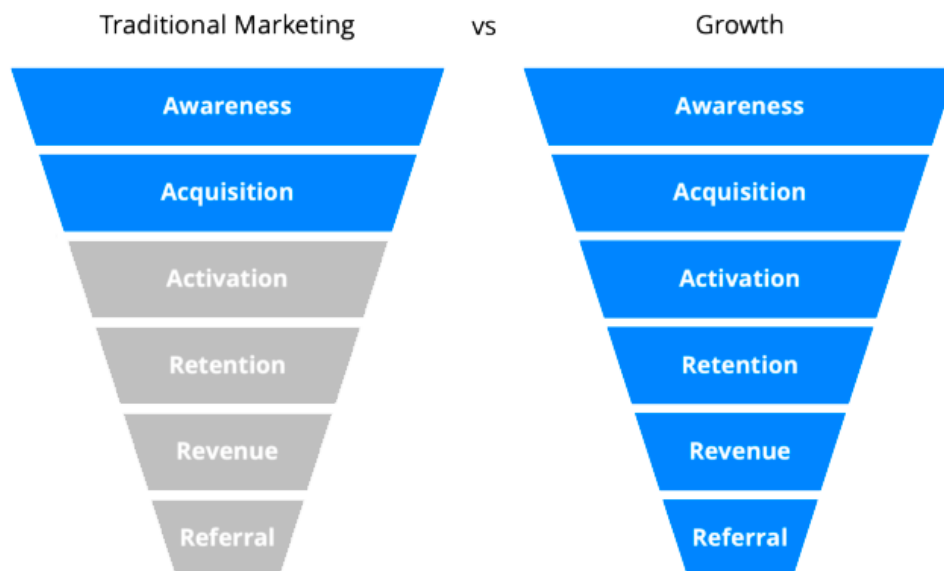 Traditional Marketing vs Growth
Awareness Awareness
Acquisition Acquisition
Activation Activation
Retention Retention
Revenue Revenue
Referral Referral